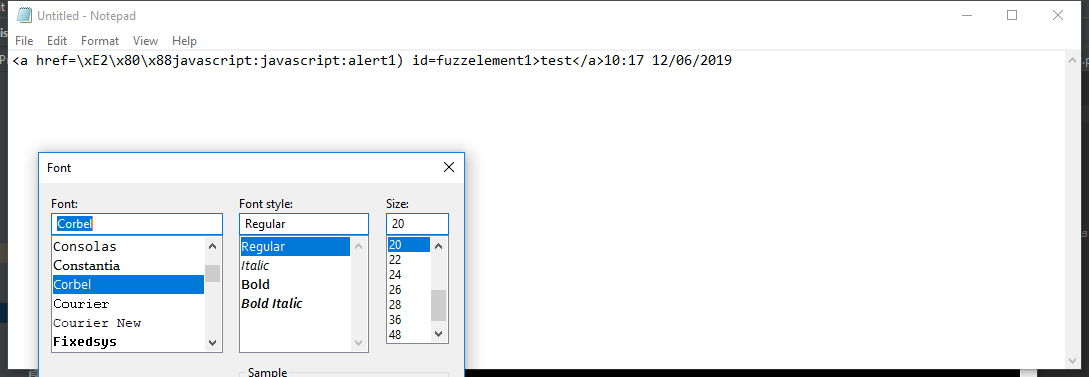 Untitled - Notepad
File Edit Format View Help
<a href=\xE2\x80\x88javascript:javascript:alert1) id=fuzzelement1>test</a>10:17 12/06/2019
Font
Font: Font style: Size:
Corbel Regular 20
Consolas Regular 20
Constantia Italic 22
Corbel Bold 24
Courier Bold Italic 26
Courier New 28
Fixedsys 36
48
Sample